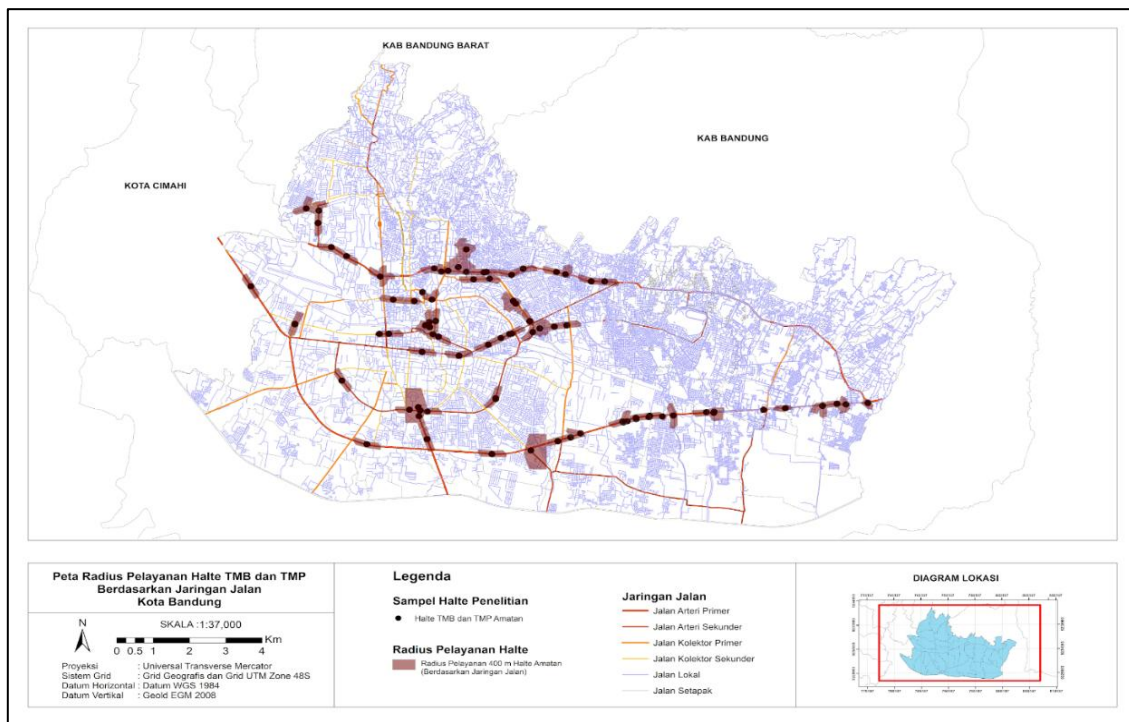 KAB BANDUNG BARAT
KAB BANDUNG
KOTA CIMAHI
Peta Radius Pelayanan Halte TMB dan TMP
Berdasarkan Jaringan Jalan
Kota Bandung
N
SKALA :1:37,000
0 0.5 1 2 3 4 Km
Proyeksi : Universal Transverse Mercator
Sistem Grid : Grid Geografis dan Grid UTM Zone 48S
Datum Horizontal : Datum WGS 1984
Datum Vertikal : Geoid EGM 2008
Legenda
Sampel Halte Penelitian
Halte TMB dan TMP Amatan
Radius Pelayanan Halte
Radius Pelayanan 400 m Halte Amatan
(Berdasarkan Jaringan Jalan)
Jaringan Jalan
Jalan Arteri Primer
Jalan Arteri Sekunder
Jalan Kolektor Primer
Jalan Kolektor Sekunder
Jalan Lokal
Jalan Setapak
DIAGRAM LOKASI